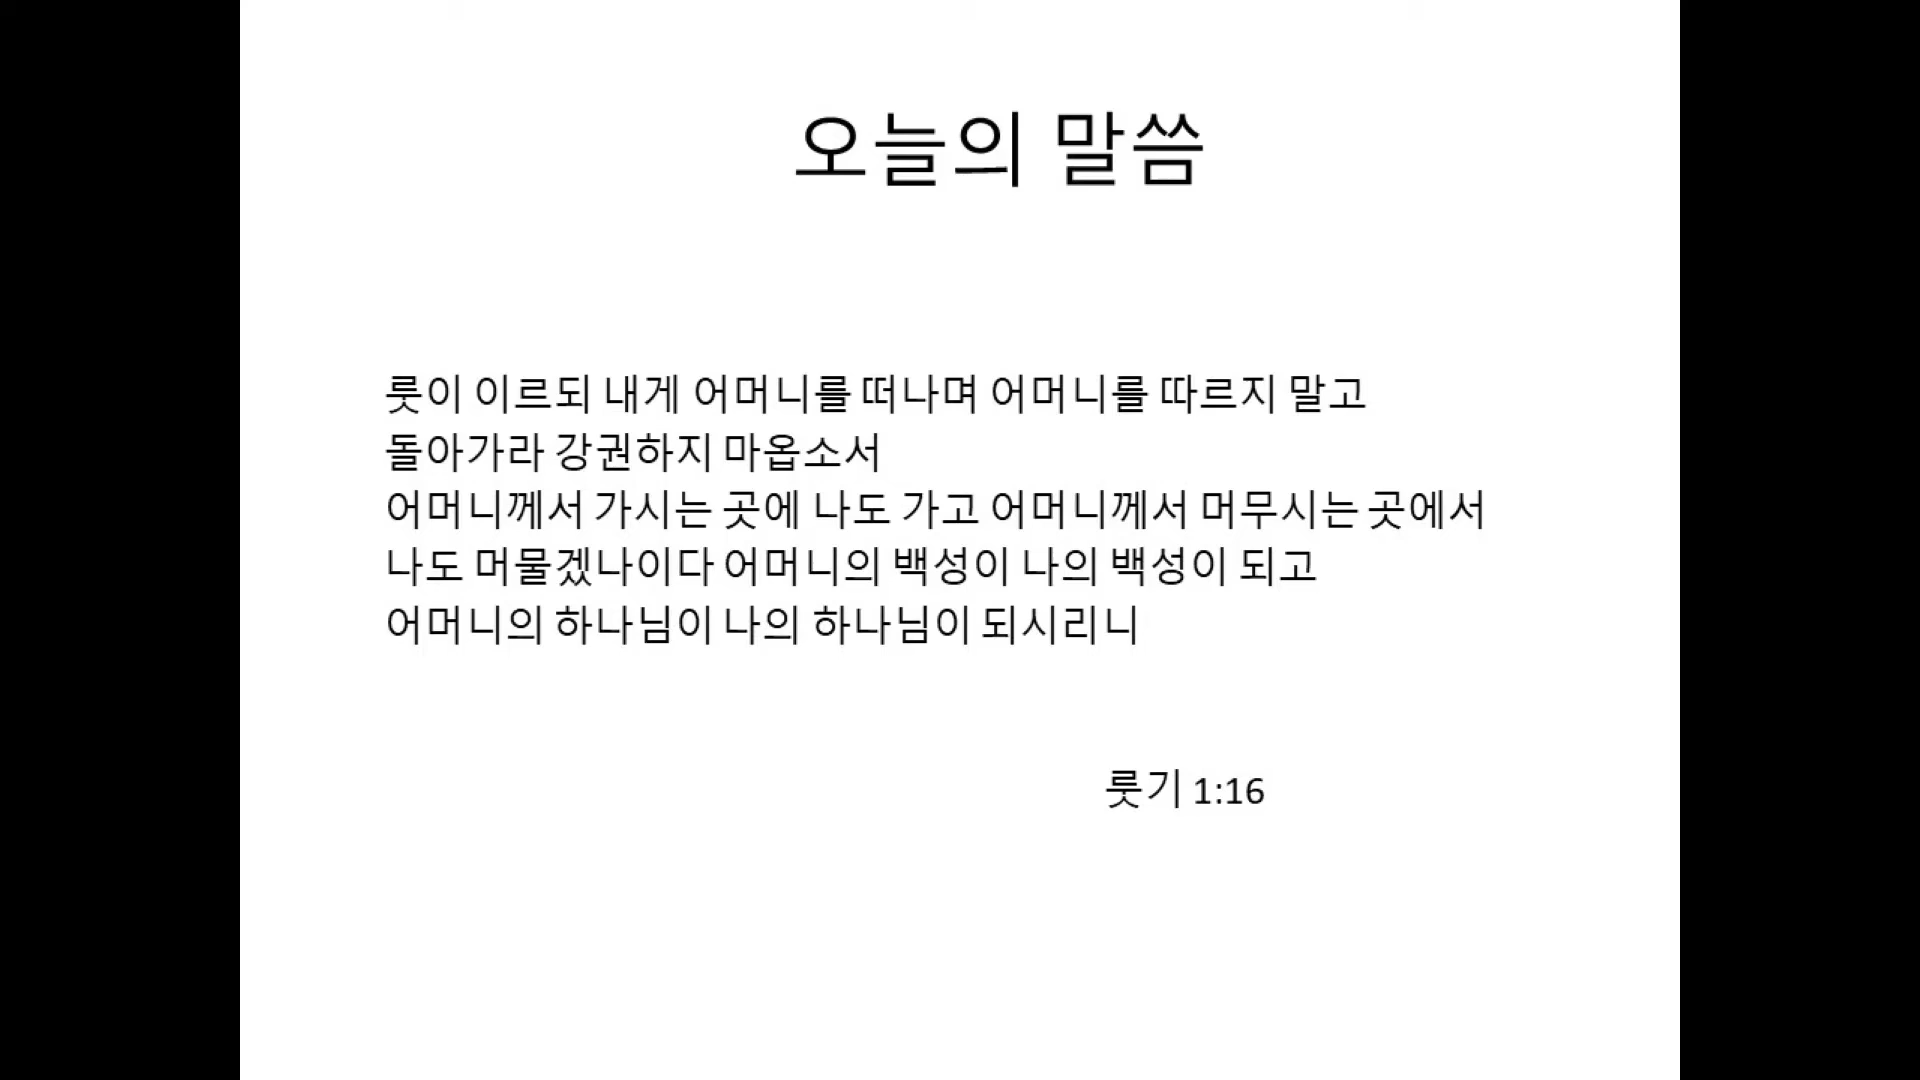 오늘의 말씀
룻이 이르되 내게 어머니를 떠나며 어머니를 따르지 말고
돌아가라 강권하지 마옵소서
어머니께서 가시는 곳에 나도 가고 어머니께서 머무시는 곳에서
나도 머물겠나이다 어머니의 백성이 나의 백성이 되고
어머니의 하나님이 나의 하나님이 되시리니
룻기 1:16